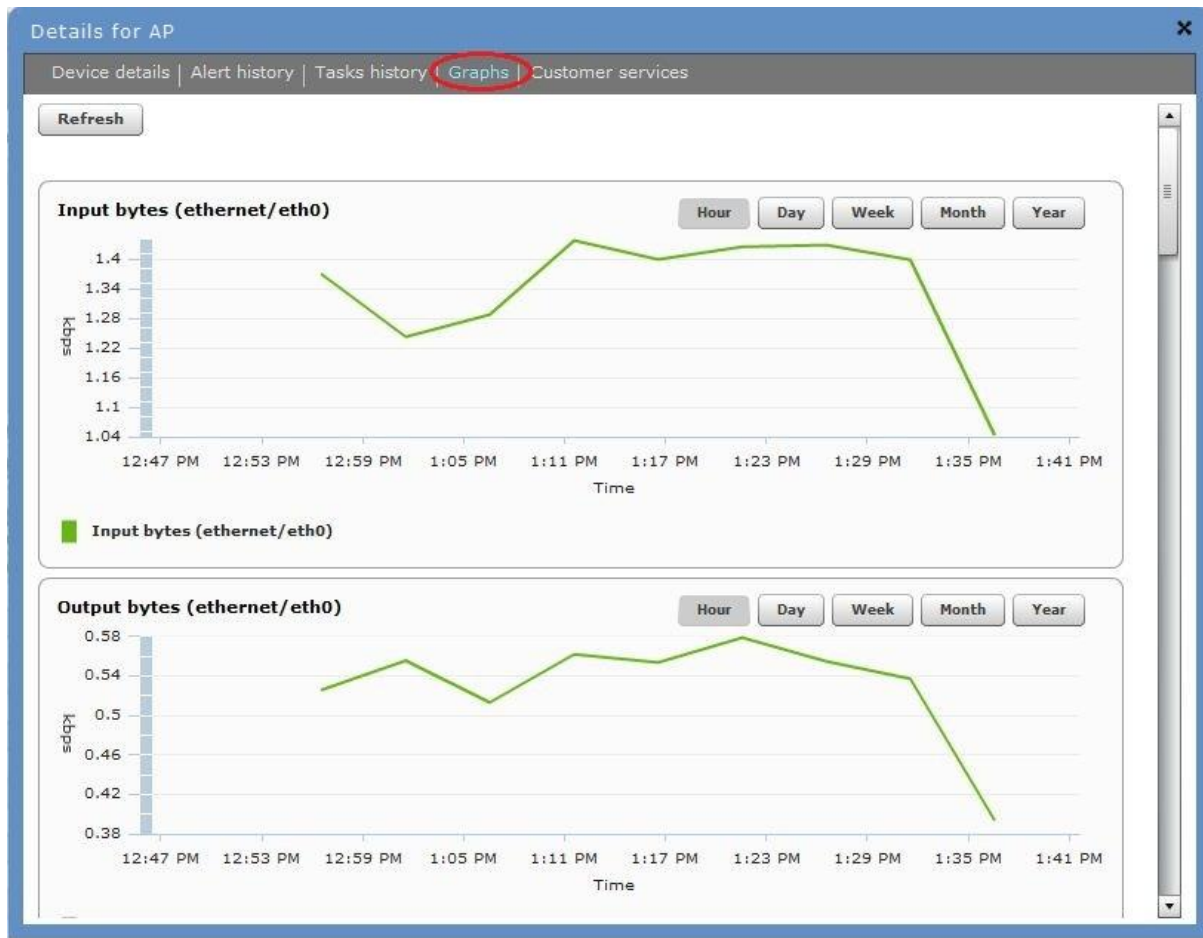 Details for AP
Device details | Alert history | Tasks history | Graphs | Customer services
Refresh
Input bytes (ethernet/eth0)
Hour Day Week Month Year
1.4
1.34
1.28
1.22
1.16
1.1
1.04
kbps
12:47 PM 12:53 PM 12:59 PM 1:05 PM 1:11 PM 1:17 PM 1:23 PM 1:29 PM 1:35 PM 1:41 PM
Time
Input bytes (ethernet/eth0)
Output bytes (ethernet/eth0)
Hour Day Week Month Year
0.58
0.54
0.5
0.46
0.42
0.38
kbps
12:47 PM 12:53 PM 12:59 PM 1:05 PM 1:11 PM 1:17 PM 1:23 PM 1:29 PM 1:35 PM 1:41 PM
Time